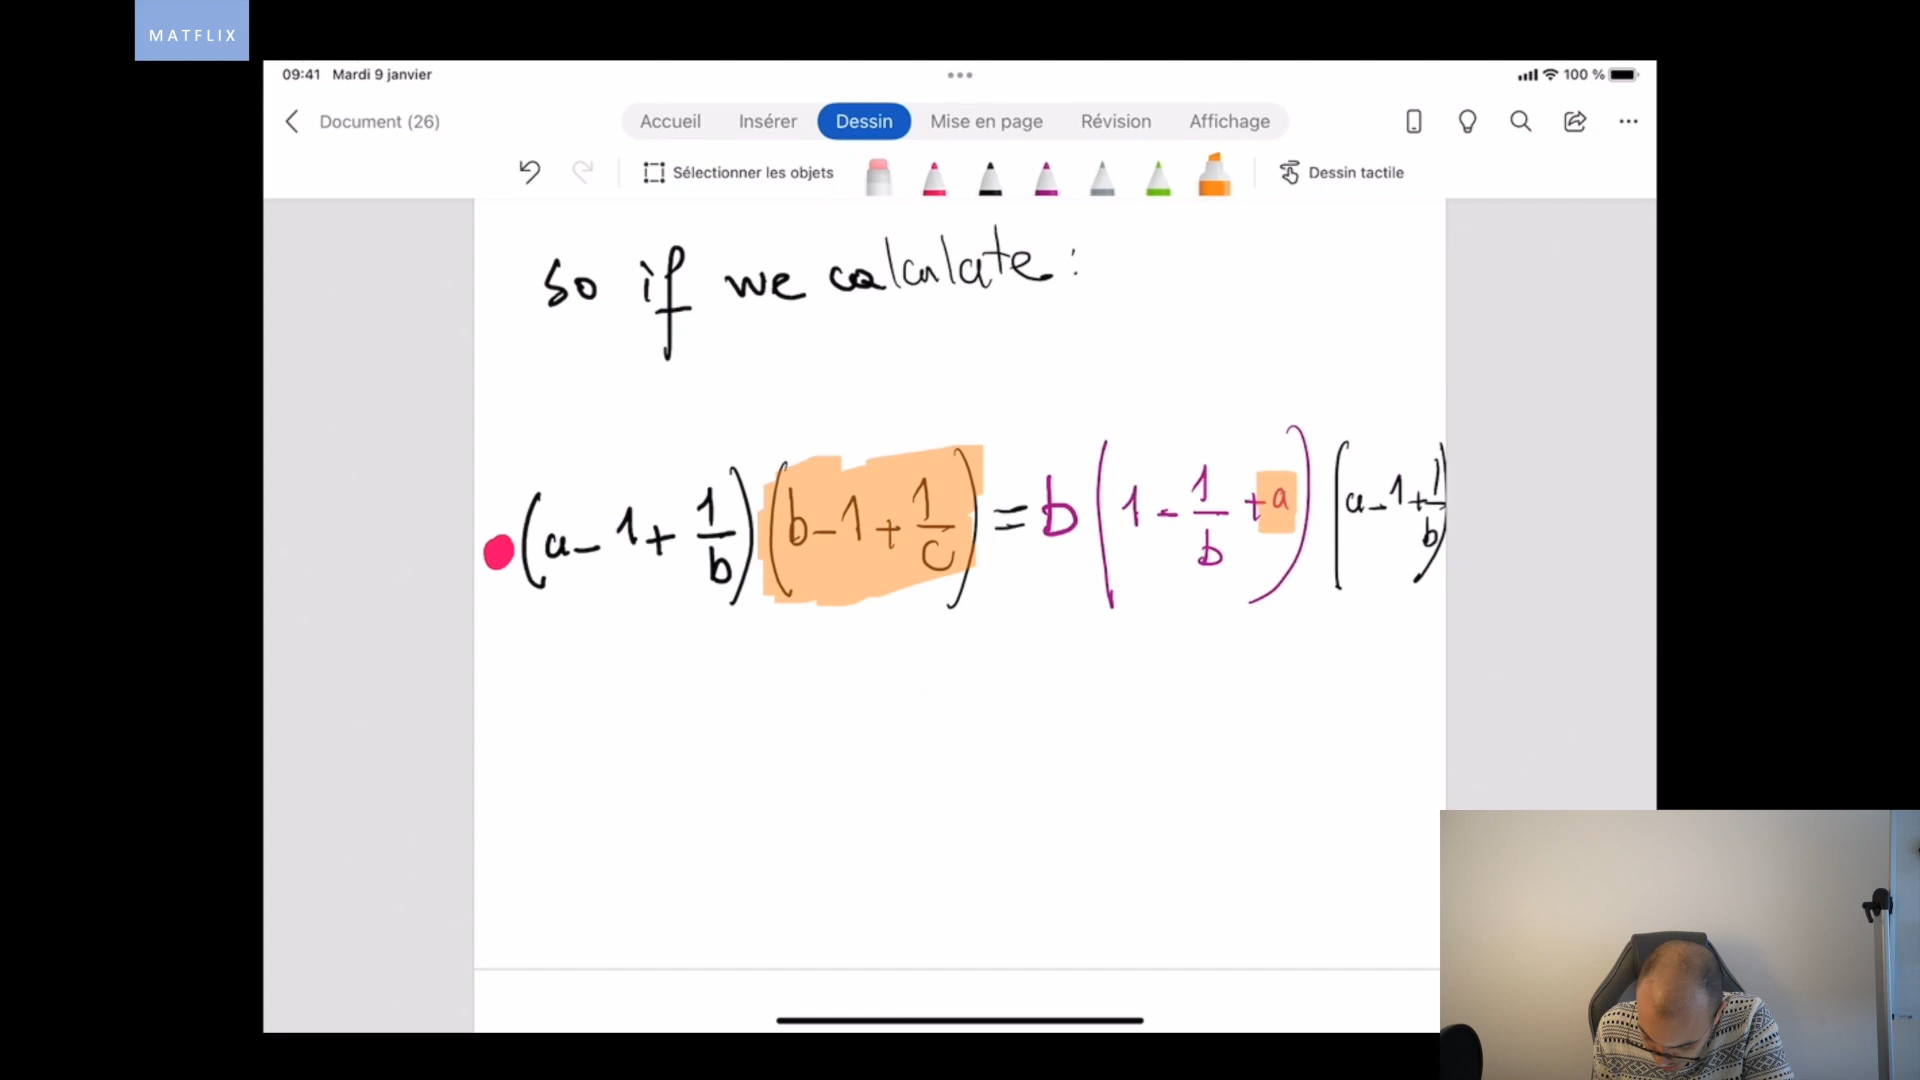 MATFLIX
09:41 Mardi 9 janvier
100 %
Document (26)
Accueil Insérer Dessin Mise en page Révision Affichage
Sélectionner les objets
Dessin tactile
So if we calculate:
(a - 1 + 1/b)(b - 1 + 1/c) = b(1 - 1/b + a)(a - 1 + 1/b)